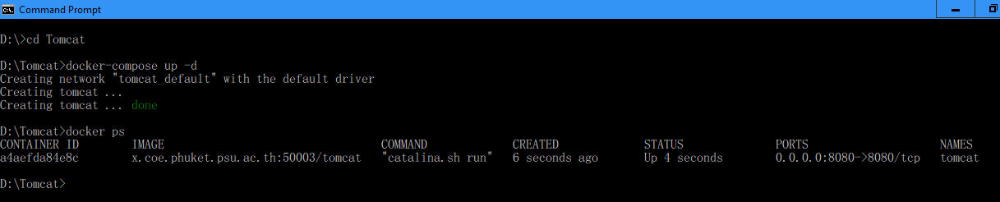 Command Prompt
D:\>cd Tomcat
D:\Tomcat>docker-compose up -d
Creating network "tomcat_default" with the default driver
Creating tomcat ...
Creating tomcat ... done
D:\Tomcat>docker ps
CONTAINER ID IMAGE COMMAND CREATED STATUS PORTS NAMES
a4aefda84e8c x.coe.phuket.psu.ac.th:50003/tomcat "catalina.sh run" 6 seconds ago Up 4 seconds 0.0.0.0:8080->8080/tcp tomcat
D:\Tomcat>